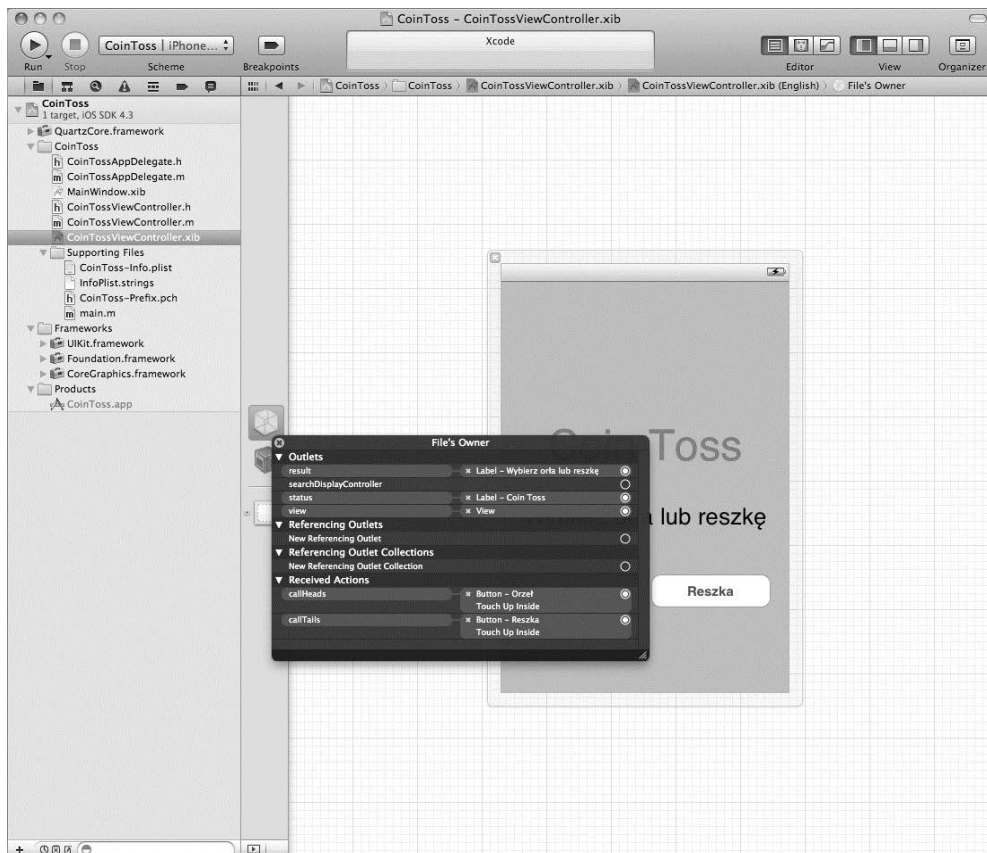 CoinToss – CoinTossViewController.xib
CoinToss | iPhone...
Xcode
Run Stop Scheme Breakpoints Editor View Organizer
CoinToss CoinToss CoinTossViewController.xib CoinTossViewController.xib (English) File's Owner
CoinToss
1 target, iOS SDK 4.3
QuartzCore.framework
CoinToss
h CoinTossAppDelegate.h
m CoinTossAppDelegate.m
MainWindow.xib
h CoinTossViewController.h
m CoinTossViewController.m
CoinTossViewController.xib
Supporting Files
CoinToss-Info.plist
InfoPlist.strings
h CoinToss-Prefix.pch
m main.m
Frameworks
UIKit.framework
Foundation.framework
CoreGraphics.framework
Products
CoinToss.app
Coin Toss
lub reszkę
Reszka
File's Owner
Outlets
result Label – Wybierz orła lub reszkę
searchDisplayController
status Label – Coin Toss
view View
Referencing Outlets
New Referencing Outlet
Referencing Outlet Collections
New Referencing Outlet Collection
Received Actions
callHeads Button – Orzeł
Touch Up Inside
callTails Button – Reszka
Touch Up Inside